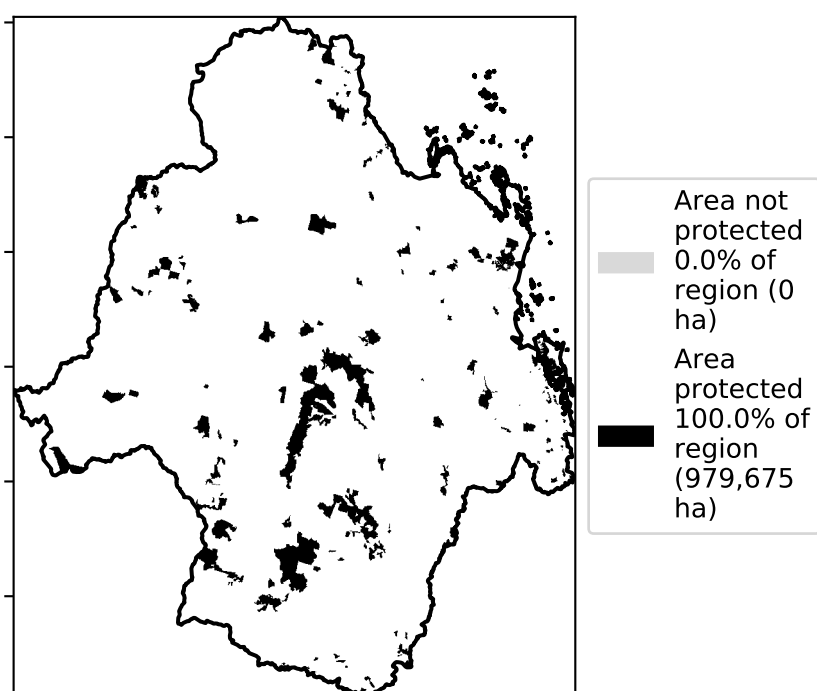 Area not
protected
0.0% of
region (0
ha)
Area
protected
100.0% of
region
(979,675
ha)